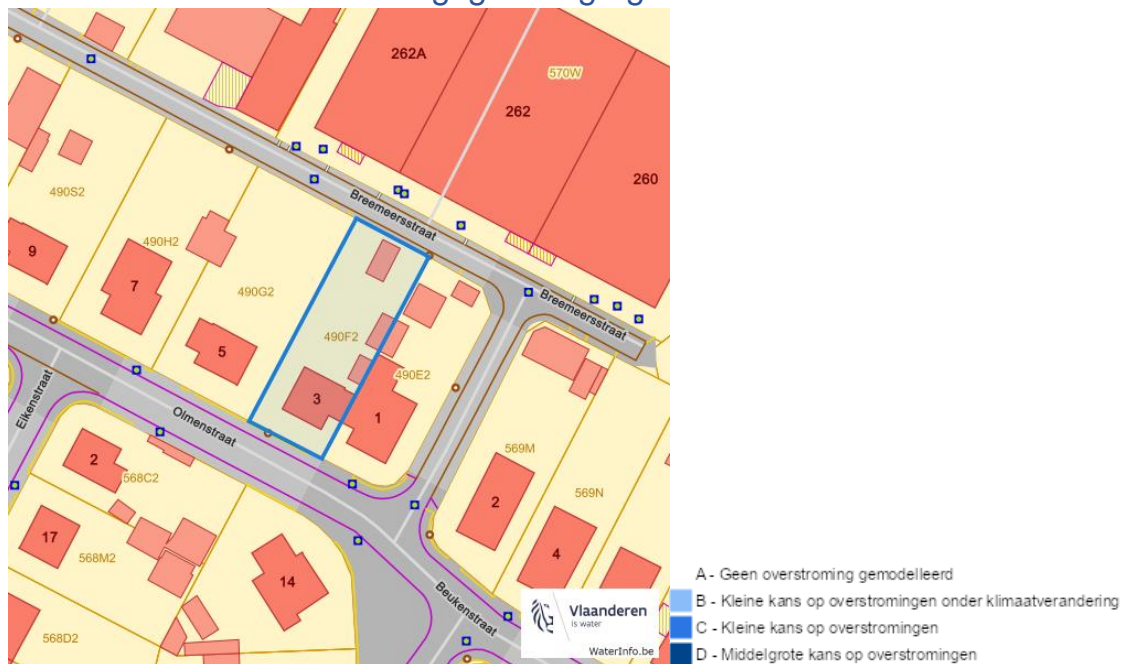 262A
570W
262
260
490S2
Breemeersstraat
9
490H2
7
490G2
Breemeersstraat
5
490F2
490E2
3
1
Eikenstraat
Olmenstraat
2
568C2
569M
2
569N
17
568M2
4
14
Beukenstraat
568D2
Vlaanderen
is water
WaterInfo.be
A - Geen overstroming gemodelleerd
B - Kleine kans op overstromingen onder klimaatverandering
C - Kleine kans op overstromingen
D - Middelgrote kans op overstromingen